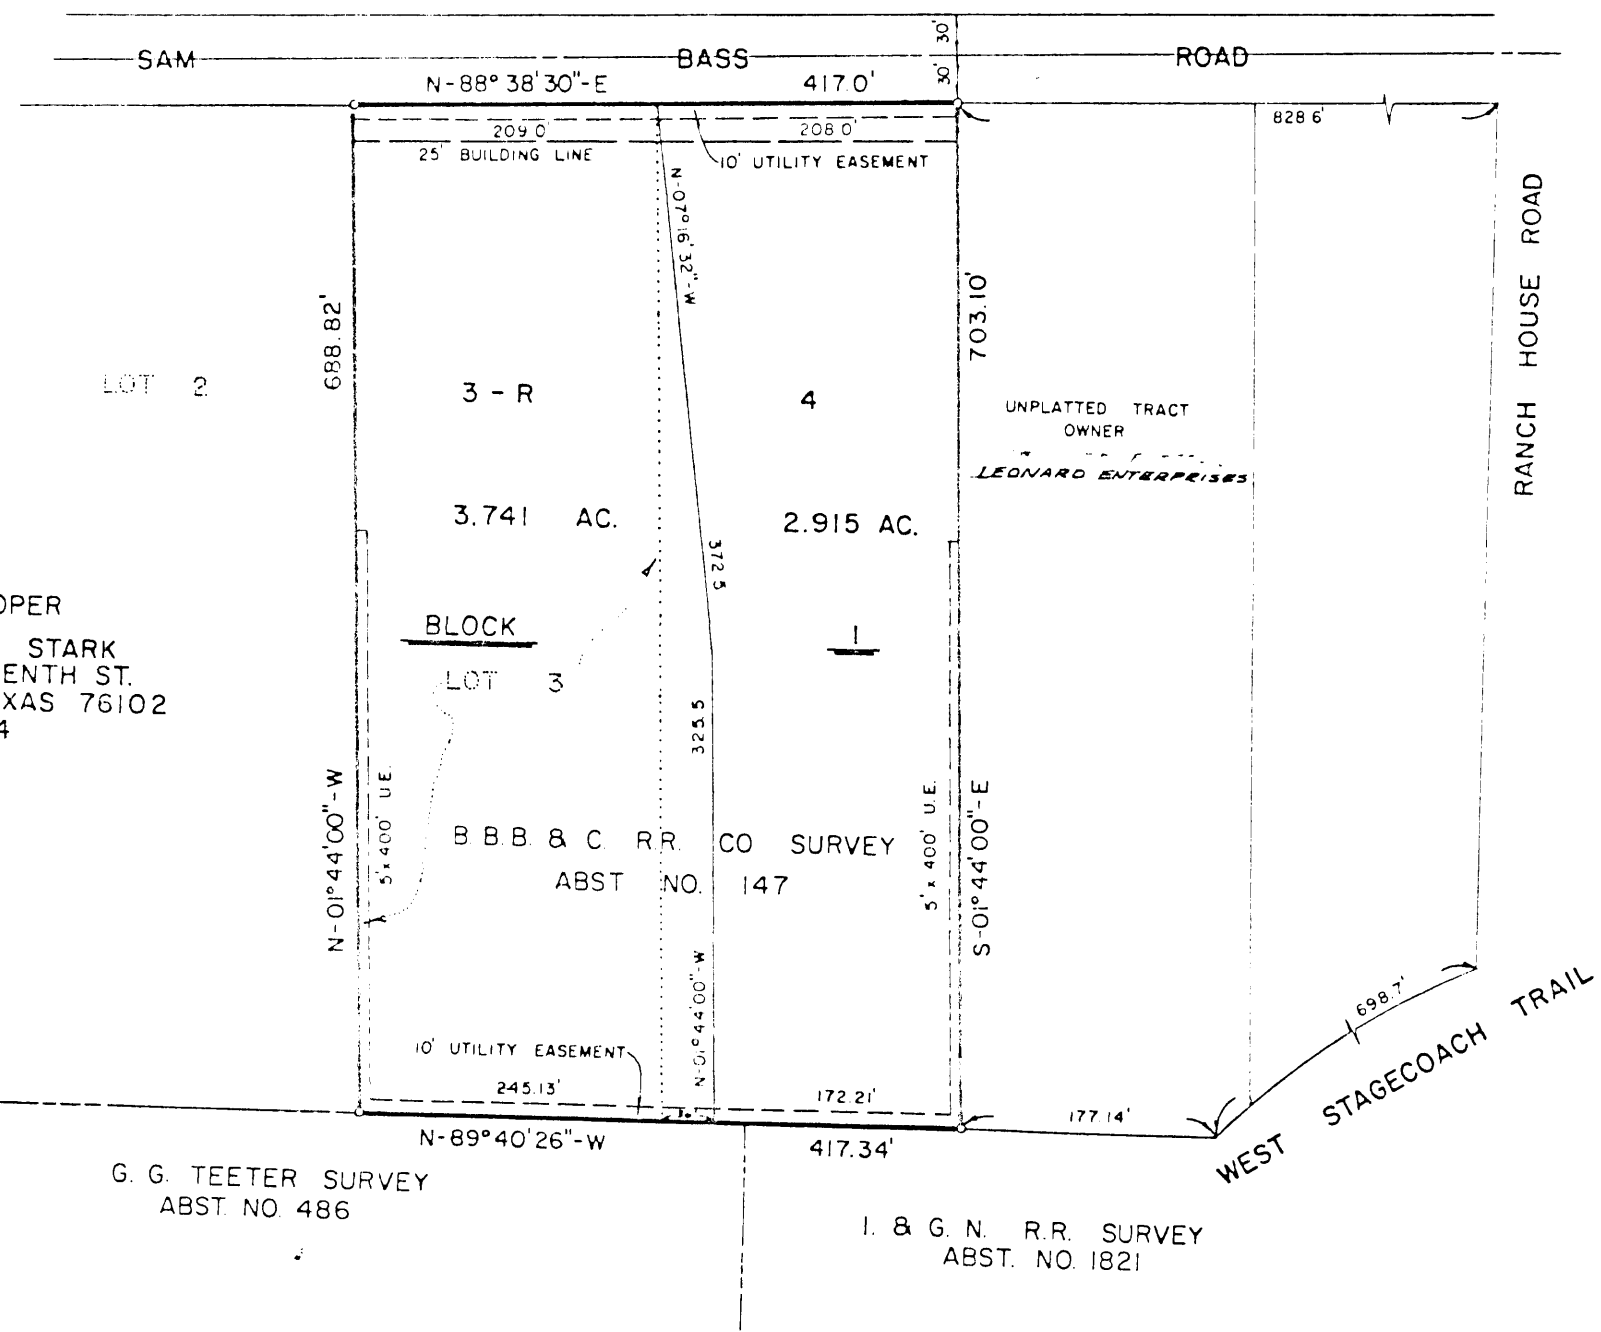 30'
SAM BASS ROAD
N-88° 38'30"-E 417.0' 30'
828.6'
209.0' 208.0'
25' BUILDING LINE 10' UTILITY EASEMENT
N-07°16'32"-W
RANCH HOUSE ROAD
688.82' 703.10'
LOT 2 3-R 4
UNPLATTED TRACT
OWNER
LEONARD ENTERPRISES
3.741 AC. 2.915 AC.
372.5
OPER
BLOCK 1
STARK
ENTH ST.
LOT 3
XAS 76102
4
325.5
N-01°44'00"-W 5' x 400' U.E. 5' x 400' U.E. S-01°44'00"-E
B.B.B. & C. R.R. CO SURVEY
ABST NO. 147
N-01°44'00"-W
698.7'
WEST STAGECOACH TRAIL
10' UTILITY EASEMENT
245.13' 172.21'
177.14'
N-89°40'26"-W 417.34'
G. G. TEETER SURVEY
ABST. NO. 486
I. & G. N. R.R. SURVEY
ABST. NO. 1821